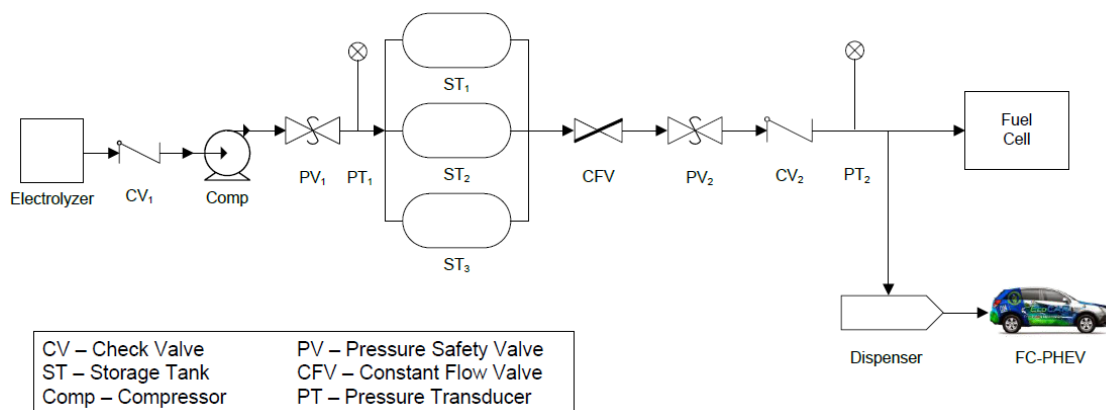 ST₁
Fuel
Cell
Electrolyzer
CV₁
Comp
PV₁
PT₁
ST₂
CFV
PV₂
CV₂
PT₂
ST₃
Dispenser
FC-PHEV
CV – Check Valve
PV – Pressure Safety Valve
ST – Storage Tank
CFV – Constant Flow Valve
Comp – Compressor
PT – Pressure Transducer